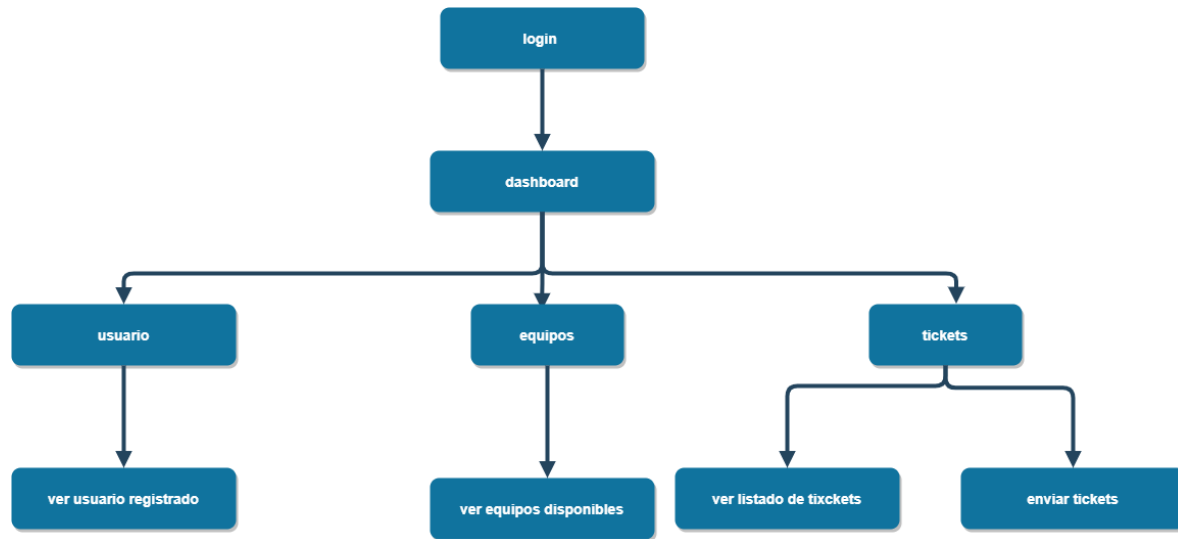 login
dashboard
usuario
equipos
tickets
ver usuario registrado
ver equipos disponibles
ver listado de tixckets
enviar tickets